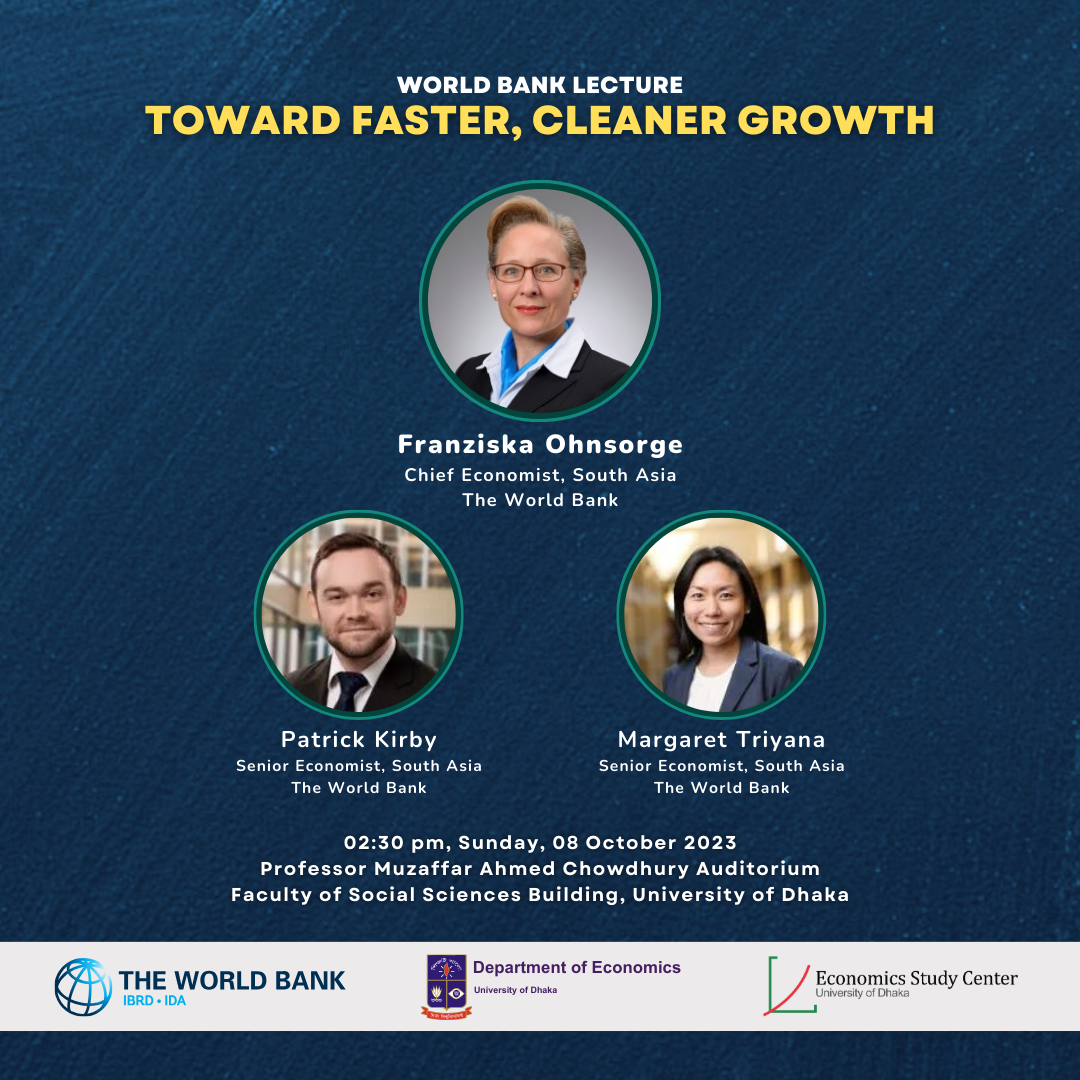 WORLD BANK LECTURE
TOWARD FASTER, CLEANER GROWTH
Franziska Ohnsorge
Chief Economist, South Asia
The World Bank
Patrick Kirby
Senior Economist, South Asia
The World Bank
Margaret Triyana
Senior Economist, South Asia
The World Bank
02:30 pm, Sunday, 08 October 2023
Professor Muzaffar Ahmed Chowdhury Auditorium
Faculty of Social Sciences Building, University of Dhaka
THE WORLD BANK
IBRD • IDA
Department of Economics
University of Dhaka
Economics Study Center
University of Dhaka